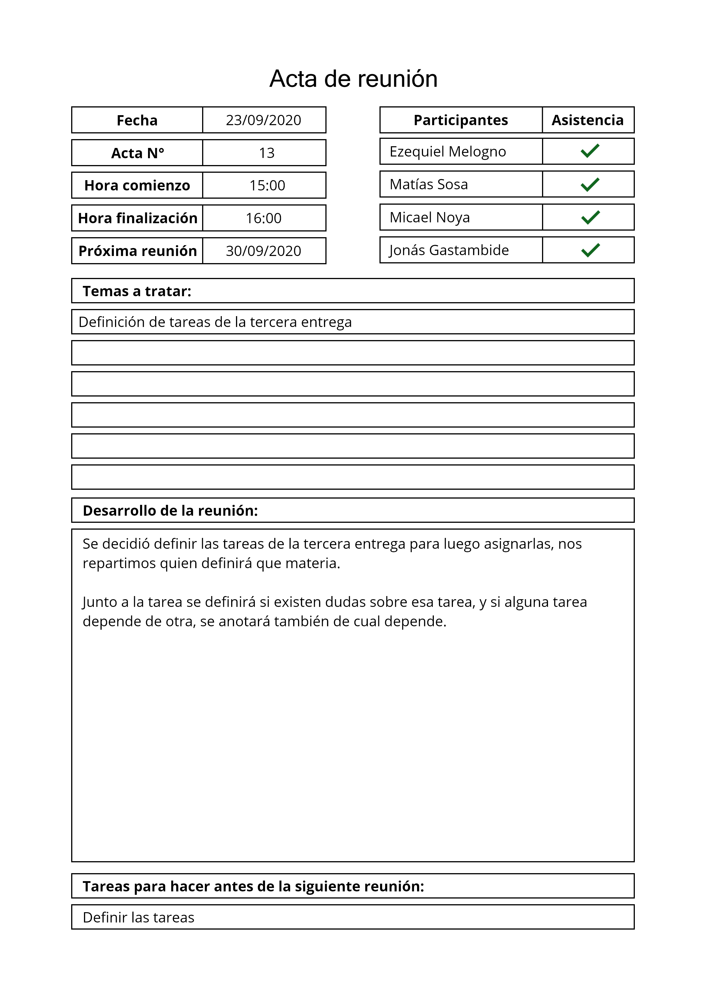 Acta de reunión
Fecha 23/09/2020
Acta N° 13
Hora comienzo 15:00
Hora finalización 16:00
Próxima reunión 30/09/2020
Participantes Asistencia
Ezequiel Melogno
Matías Sosa
Micael Noya
Jonás Gastambide
Temas a tratar:
Definición de tareas de la tercera entrega
Desarrollo de la reunión:
Se decidió definir las tareas de la tercera entrega para luego asignarlas, nos
repartimos quien definirá que materia.
Junto a la tarea se definirá si existen dudas sobre esa tarea, y si alguna tarea
depende de otra, se anotará también de cual depende.
Tareas para hacer antes de la siguiente reunión:
Definir las tareas